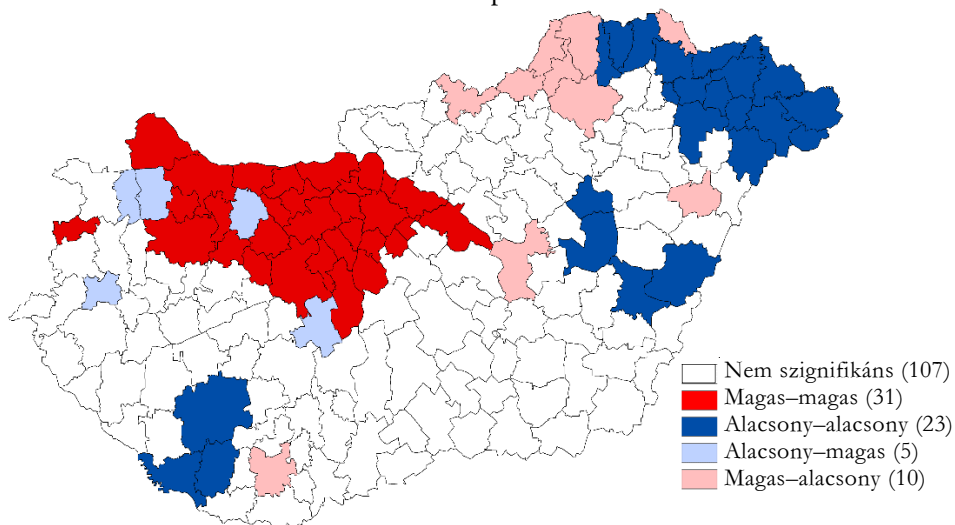 Nem szignifikáns (107)
Magas–magas (31)
Alacsony–alacsony (23)
Alacsony–magas (5)
Magas–alacsony (10)